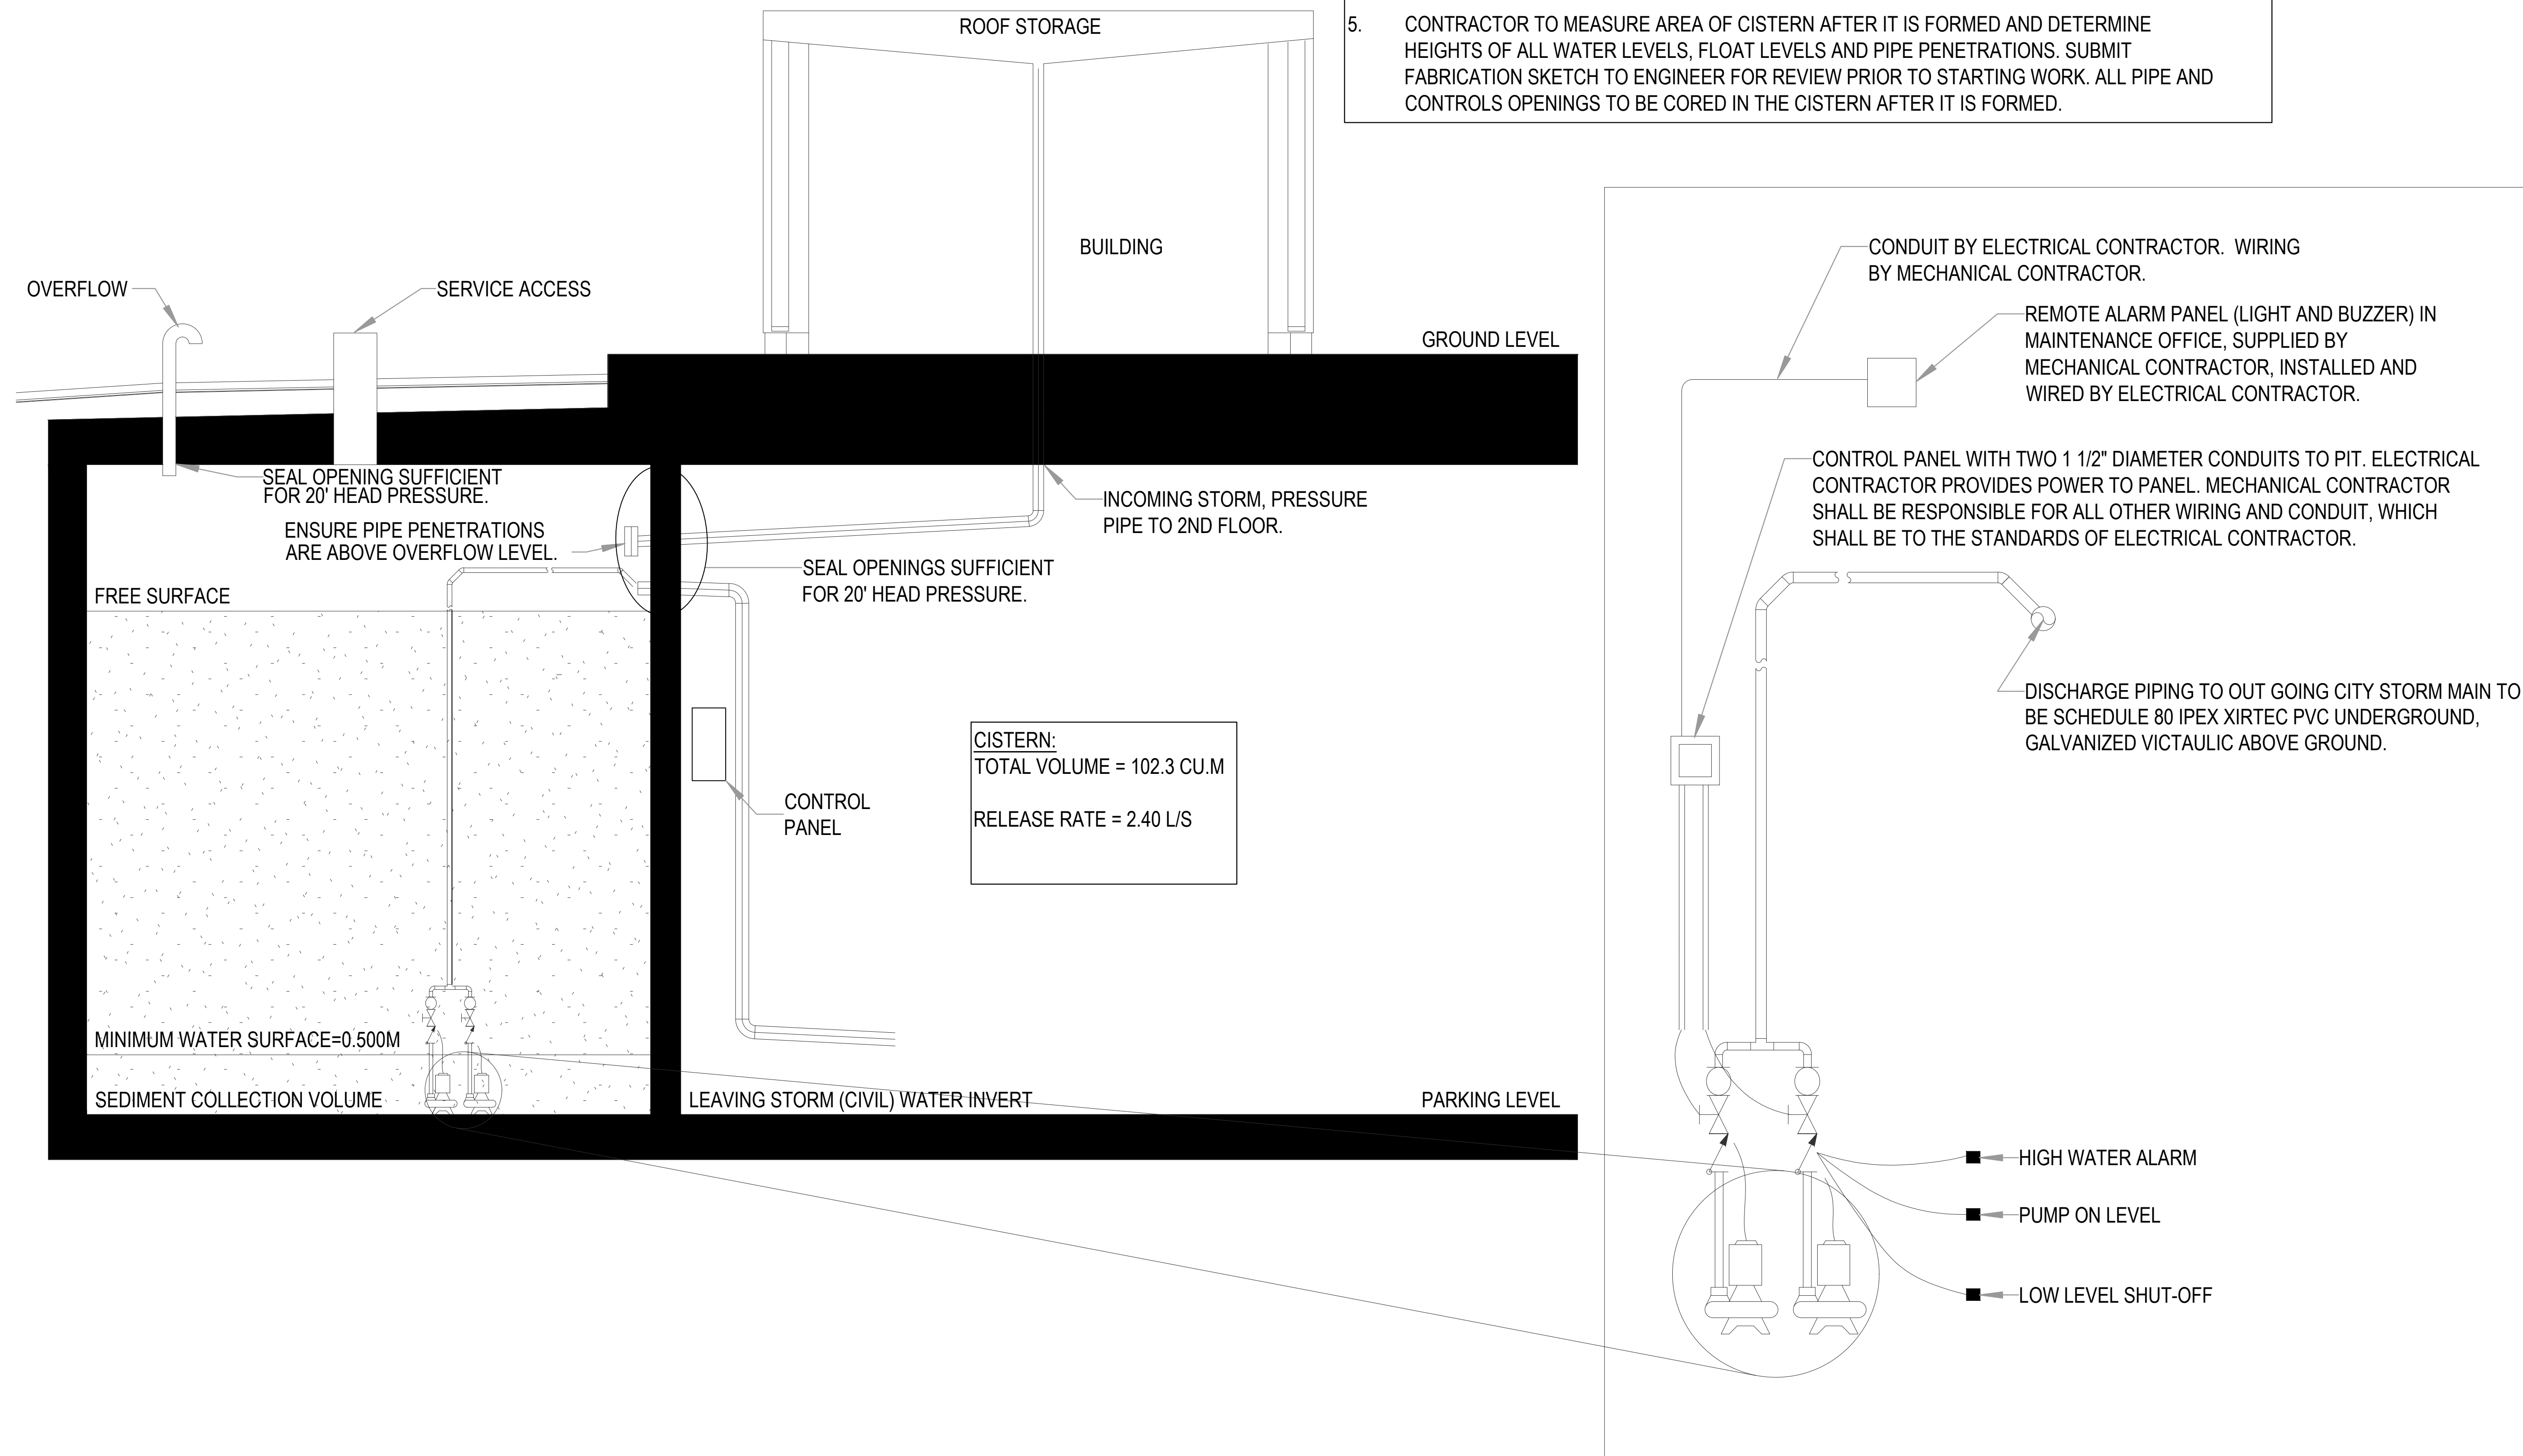 ROOF STORAGE
5. CONTRACTOR TO MEASURE AREA OF CISTERN AFTER IT IS FORMED AND DETERMINE
HEIGHTS OF ALL WATER LEVELS, FLOAT LEVELS AND PIPE PENETRATIONS. SUBMIT
FABRICATION SKETCH TO ENGINEER FOR REVIEW PRIOR TO STARTING WORK. ALL PIPE AND
CONTROLS OPENINGS TO BE CORED IN THE CISTERN AFTER IT IS FORMED.
BUILDING
OVERFLOW
SERVICE ACCESS
GROUND LEVEL
SEAL OPENING SUFFICIENT
FOR 20' HEAD PRESSURE.
ENSURE PIPE PENETRATIONS
ARE ABOVE OVERFLOW LEVEL.
INCOMING STORM, PRESSURE
PIPE TO 2ND FLOOR.
SEAL OPENINGS SUFFICIENT
FOR 20' HEAD PRESSURE.
FREE SURFACE
CISTERN:
TOTAL VOLUME = 102.3 CU.M
RELEASE RATE = 2.40 L/S
CONTROL
PANEL
MINIMUM WATER SURFACE=0.500M
SEDIMENT COLLECTION VOLUME
LEAVING STORM (CIVIL) WATER INVERT
PARKING LEVEL
CONDUIT BY ELECTRICAL CONTRACTOR. WIRING
BY MECHANICAL CONTRACTOR.
REMOTE ALARM PANEL (LIGHT AND BUZZER) IN
MAINTENANCE OFFICE, SUPPLIED BY
MECHANICAL CONTRACTOR, INSTALLED AND
WIRED BY ELECTRICAL CONTRACTOR.
CONTROL PANEL WITH TWO 1 1/2" DIAMETER CONDUITS TO PIT. ELECTRICAL
CONTRACTOR PROVIDES POWER TO PANEL. MECHANICAL CONTRACTOR
SHALL BE RESPONSIBLE FOR ALL OTHER WIRING AND CONDUIT, WHICH
SHALL BE TO THE STANDARDS OF ELECTRICAL CONTRACTOR.
DISCHARGE PIPING TO OUT GOING CITY STORM MAIN TO
BE SCHEDULE 80 IPEX XIRTEC PVC UNDERGROUND,
GALVANIZED VICTAULIC ABOVE GROUND.
HIGH WATER ALARM
PUMP ON LEVEL
LOW LEVEL SHUT-OFF